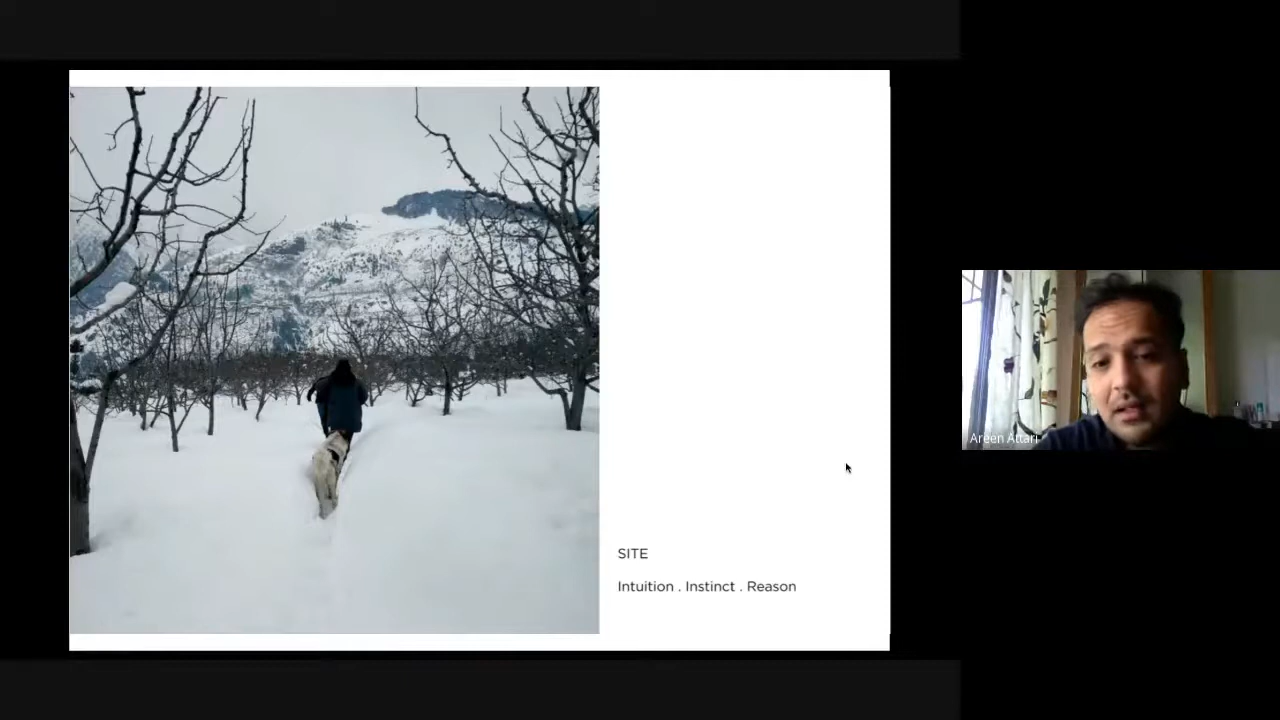 SITE
Intuition . Instinct . Reason
Areen Attari